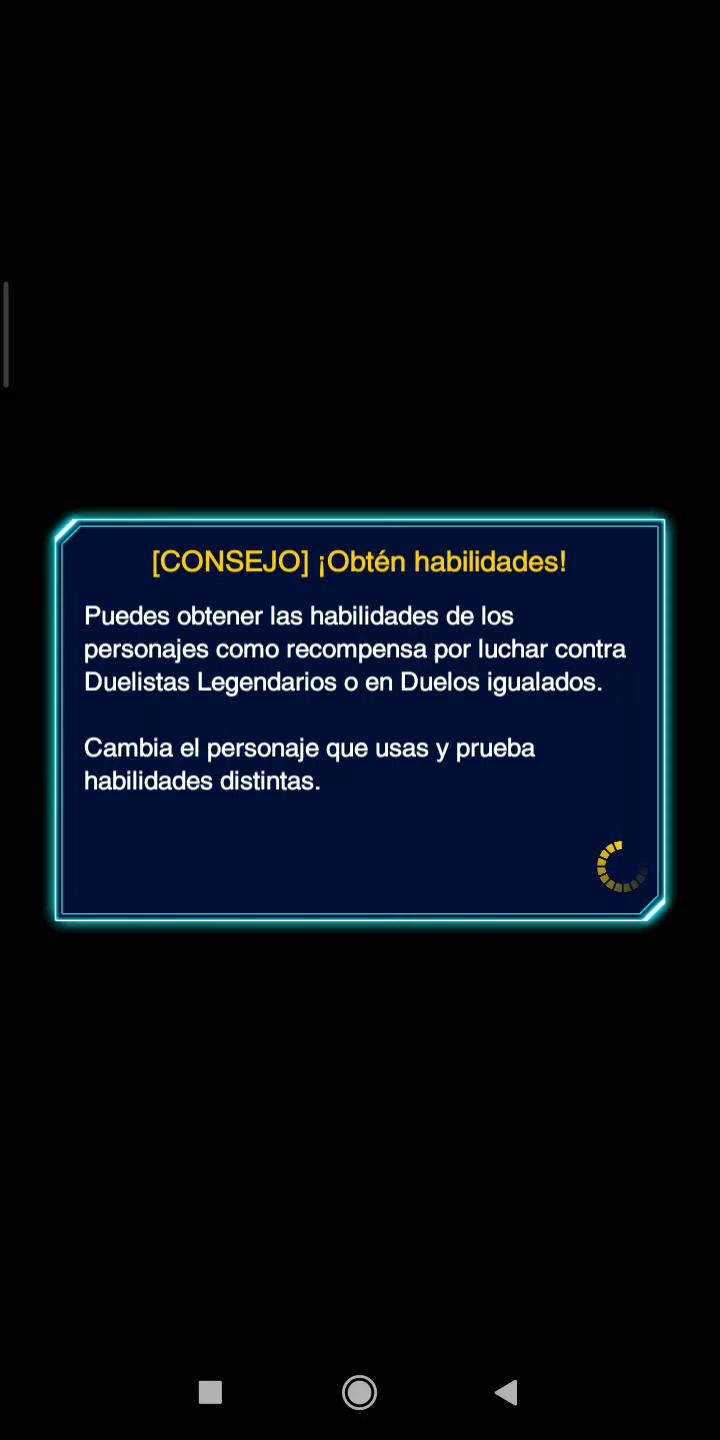 [CONSEJO] ¡Obtén habilidades!
Puedes obtener las habilidades de los
personajes como recompensa por luchar contra
Duelistas Legendarios o en Duelos igualados.
Cambia el personaje que usas y prueba
habilidades distintas.